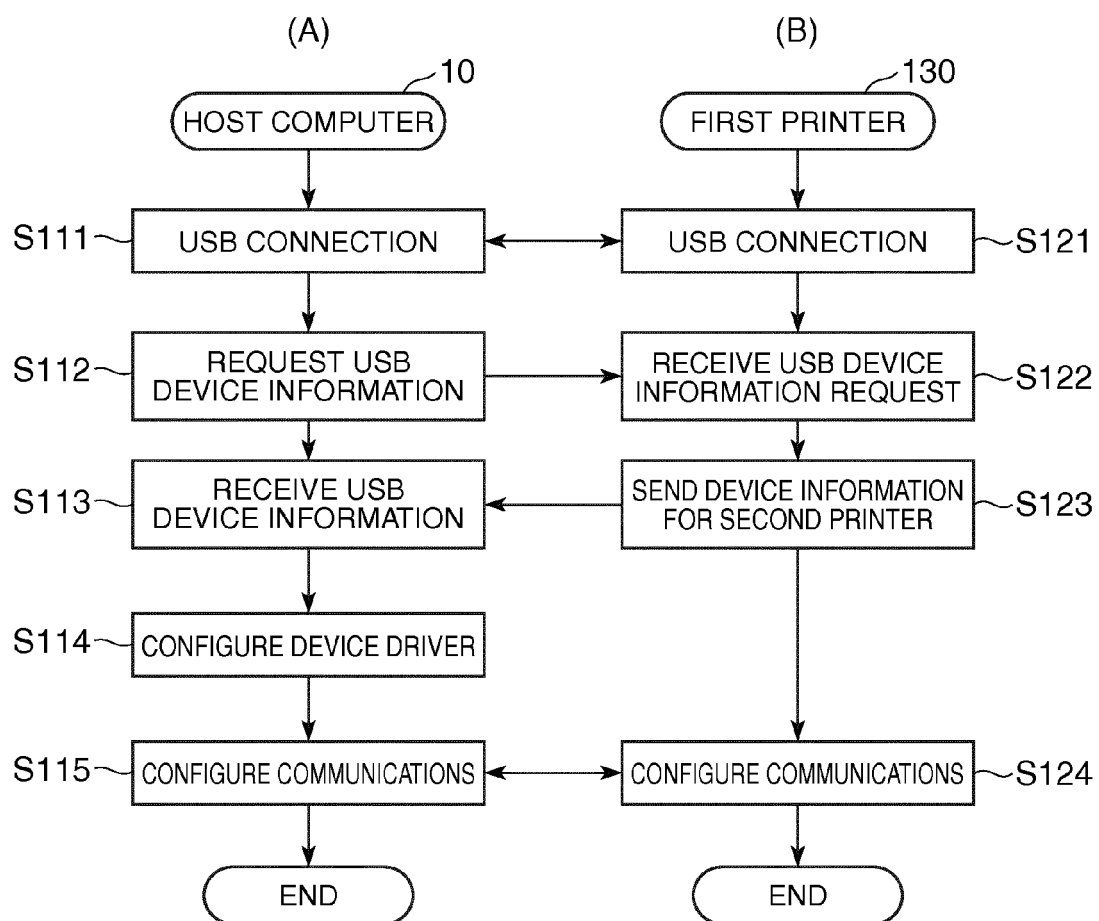 (A)
(B)
10
130
HOST COMPUTER
FIRST PRINTER
S111
USB CONNECTION
USB CONNECTION
S121
S112
REQUEST USB
DEVICE INFORMATION
RECEIVE USB DEVICE
INFORMATION REQUEST
S122
S113
RECEIVE USB
DEVICE INFORMATION
SEND DEVICE INFORMATION
FOR SECOND PRINTER
S123
S114
CONFIGURE DEVICE DRIVER
S115
CONFIGURE COMMUNICATIONS
CONFIGURE COMMUNICATIONS
S124
END
END